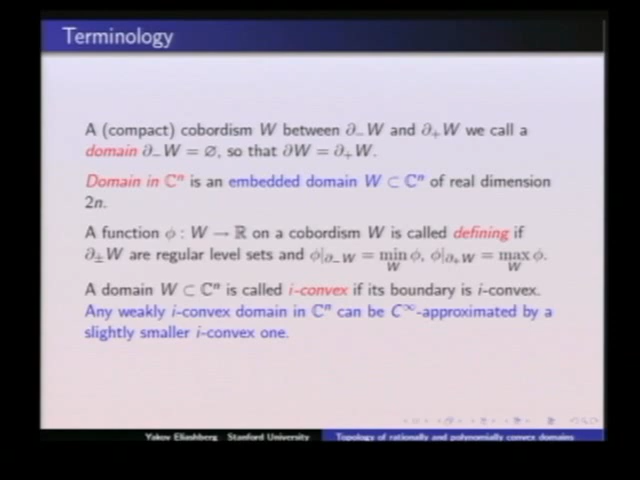 Terminology
A (compact) cobordism W between ∂₋W and ∂₊W we call a
domain ∂₋W = ∅, so that ∂W = ∂₊W.
Domain in ℂⁿ is an embedded domain W ⊂ ℂⁿ of real dimension
2n.
A function ϕ : W → ℝ on a cobordism W is called defining if
∂±W are regular level sets and ϕ|∂₋W = min ϕ, ϕ|∂₊W = max ϕ.
W W
A domain W ⊂ ℂⁿ is called i-convex if its boundary is i-convex.
Any weakly i-convex domain in ℂⁿ can be C^∞-approximated by a
slightly smaller i-convex one.
Yakov Eliashberg Stanford University Topology of rationally and polynomially convex domains